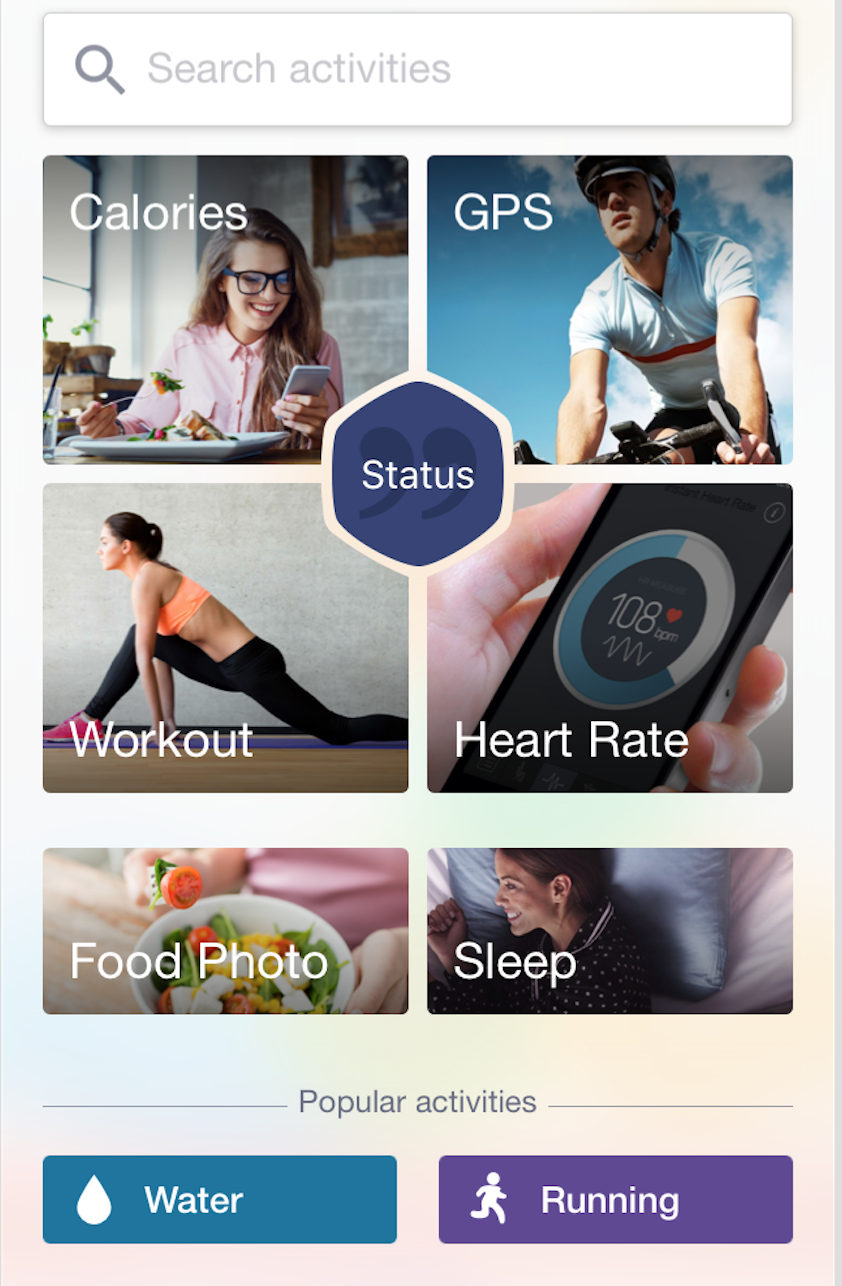 Search activities
Calories
GPS
Status
Instant Heart Rate
108
bpm
Workout
Heart Rate
Food Photo
Sleep
Popular activities
Water
Running